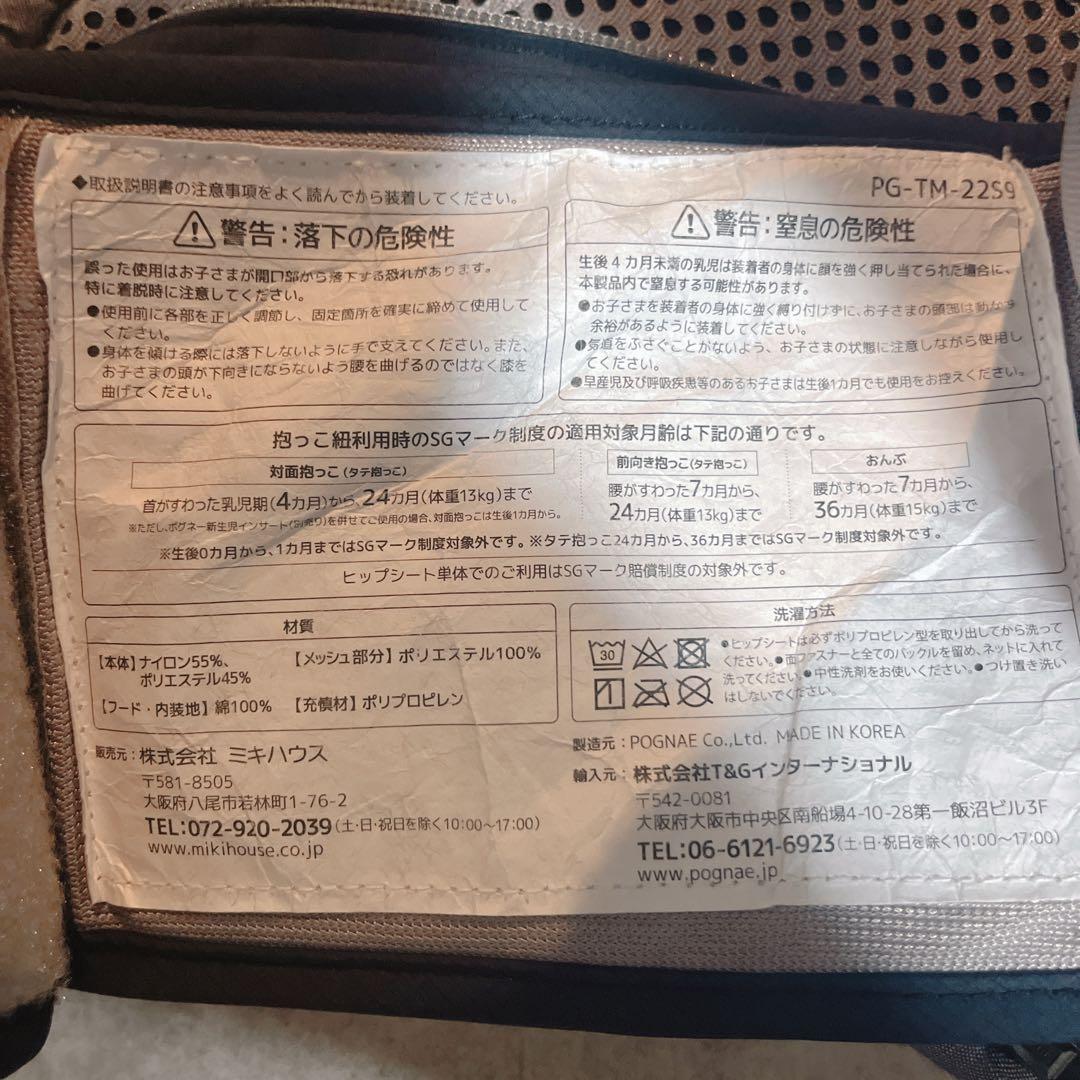 ◆取扱説明書の注意事項をよく読んでから装着してください。
PG-TM-22S9
警告:落下の危険性
誤った使用はお子さまが開口部から落下する恐れがあります。
特に着脱時に注意してください。
●使用前に各部を正しく調節し、固定箇所を確実に締めて使用して
ください。
●身体を傾ける際には落下しないように手で支えてください。また、
お子さまの頭が下向きにならないよう腰を曲げるのではなく膝を
曲げてください。
警告:窒息の危険性
生後4カ月未満の乳児は装着者の身体に顔を強く押し当てられた場合に、
本製品内で窒息する可能性があります。
●お子さまを装着者の身体に強く縛り付けずに、お子さまの頭部は動かす
余裕があるように装着してください。
●気道をふさぐことがないよう、お子さまの状態に注意しながら使用し
てください。
●早産児及び呼吸疾患等のあるお子さまは生後1カ月でも使用をお控えください。
抱っこ紐利用時のSGマーク制度の適用対象月齢は下記の通りです。
対面抱っこ(タテ抱っこ)
首がすわった乳児期(4カ月)から、24カ月(体重13kg)まで
※ただし、ポグネー新生児インサート(別売り)を併せてご使用の場合、対面抱っこは生後1カ月から。
前向き抱っこ(タテ抱っこ)
腰がすわった7カ月から、
24カ月(体重13kg)まで
おんぶ
腰がすわった7カ月から、
36カ月(体重15kg)まで
※生後0カ月から、1カ月まではSGマーク制度対象外です。※タテ抱っこ24カ月から、36カ月まではSGマーク制度対象外です。
ヒップシート単体でのご利用はSGマーク賠償制度の対象外です。
材質
【本体】ナイロン55%、
ポリエステル45%
【メッシュ部分】ポリエステル100%
【フード・内装地】綿100%
【充填材】ポリプロピレン
洗濯方法
30
●ヒップシートは必ずポリプロピレン型を取り出してから洗って
ください。●面ファスナーと全てのバックルを留め、ネットに入れて
洗ってください。●中性洗剤をお使いください。●つけ置き洗い
はしないでください。
販売元:株式会社 ミキハウス
〒581-8505
大阪府八尾市若林町1-76-2
TEL:072-920-2039(土・日・祝日を除く10:00〜17:00)
www.mikihouse.co.jp
製造元:POGNAE Co.,Ltd. MADE IN KOREA
輸入元:株式会社T&Gインターナショナル
〒542-0081
大阪府大阪市中央区南船場4-10-28第一飯沼ビル3F
TEL:06-6121-6923(土・日・祝日を除く10:00〜17:00)
www.pognae.jp